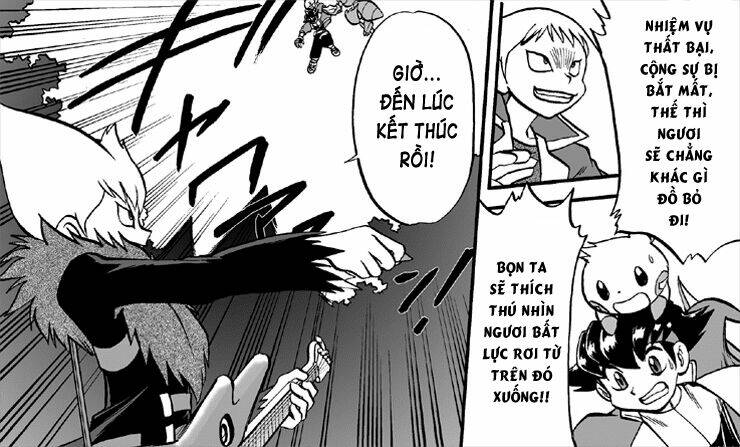 NHIỆM VỤ
THẤT BẠI,
CỘNG SỰ BỊ
BẮT MẤT,
THẾ THÌ
NGƯƠI
SẼ CHẲNG
KHÁC GÌ
ĐỒ BỎ
ĐI!
BỌN TA
SẼ THÍCH
THÚ NHÌN
NGƯƠI BẤT
LỰC RƠI TỪ
TRÊN ĐÓ
XUỐNG!!
GIỜ...
ĐẾN LÚC
KẾT THÚC
RỒI!